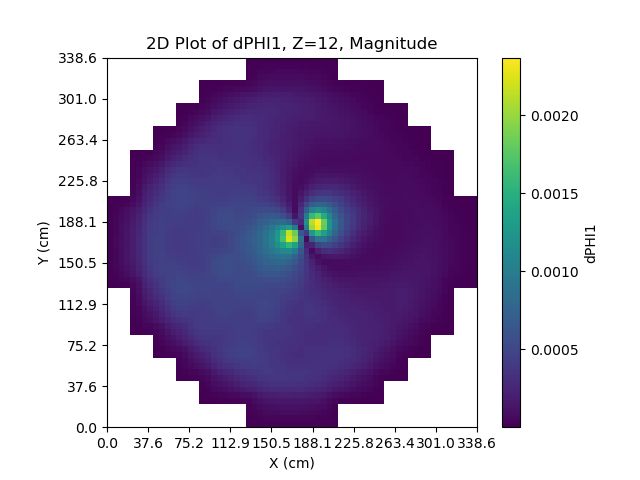 2D Plot of dPHI1, Z=12, Magnitude
338.6
301.0
263.4
225.8
188.1
150.5
112.9
75.2
37.6
0.0
Y (cm)
0.0 37.6 75.2 112.9 150.5 188.1 225.8 263.4 301.0 338.6
X (cm)
0.0020
0.0015
0.0010
0.0005
dPHI1